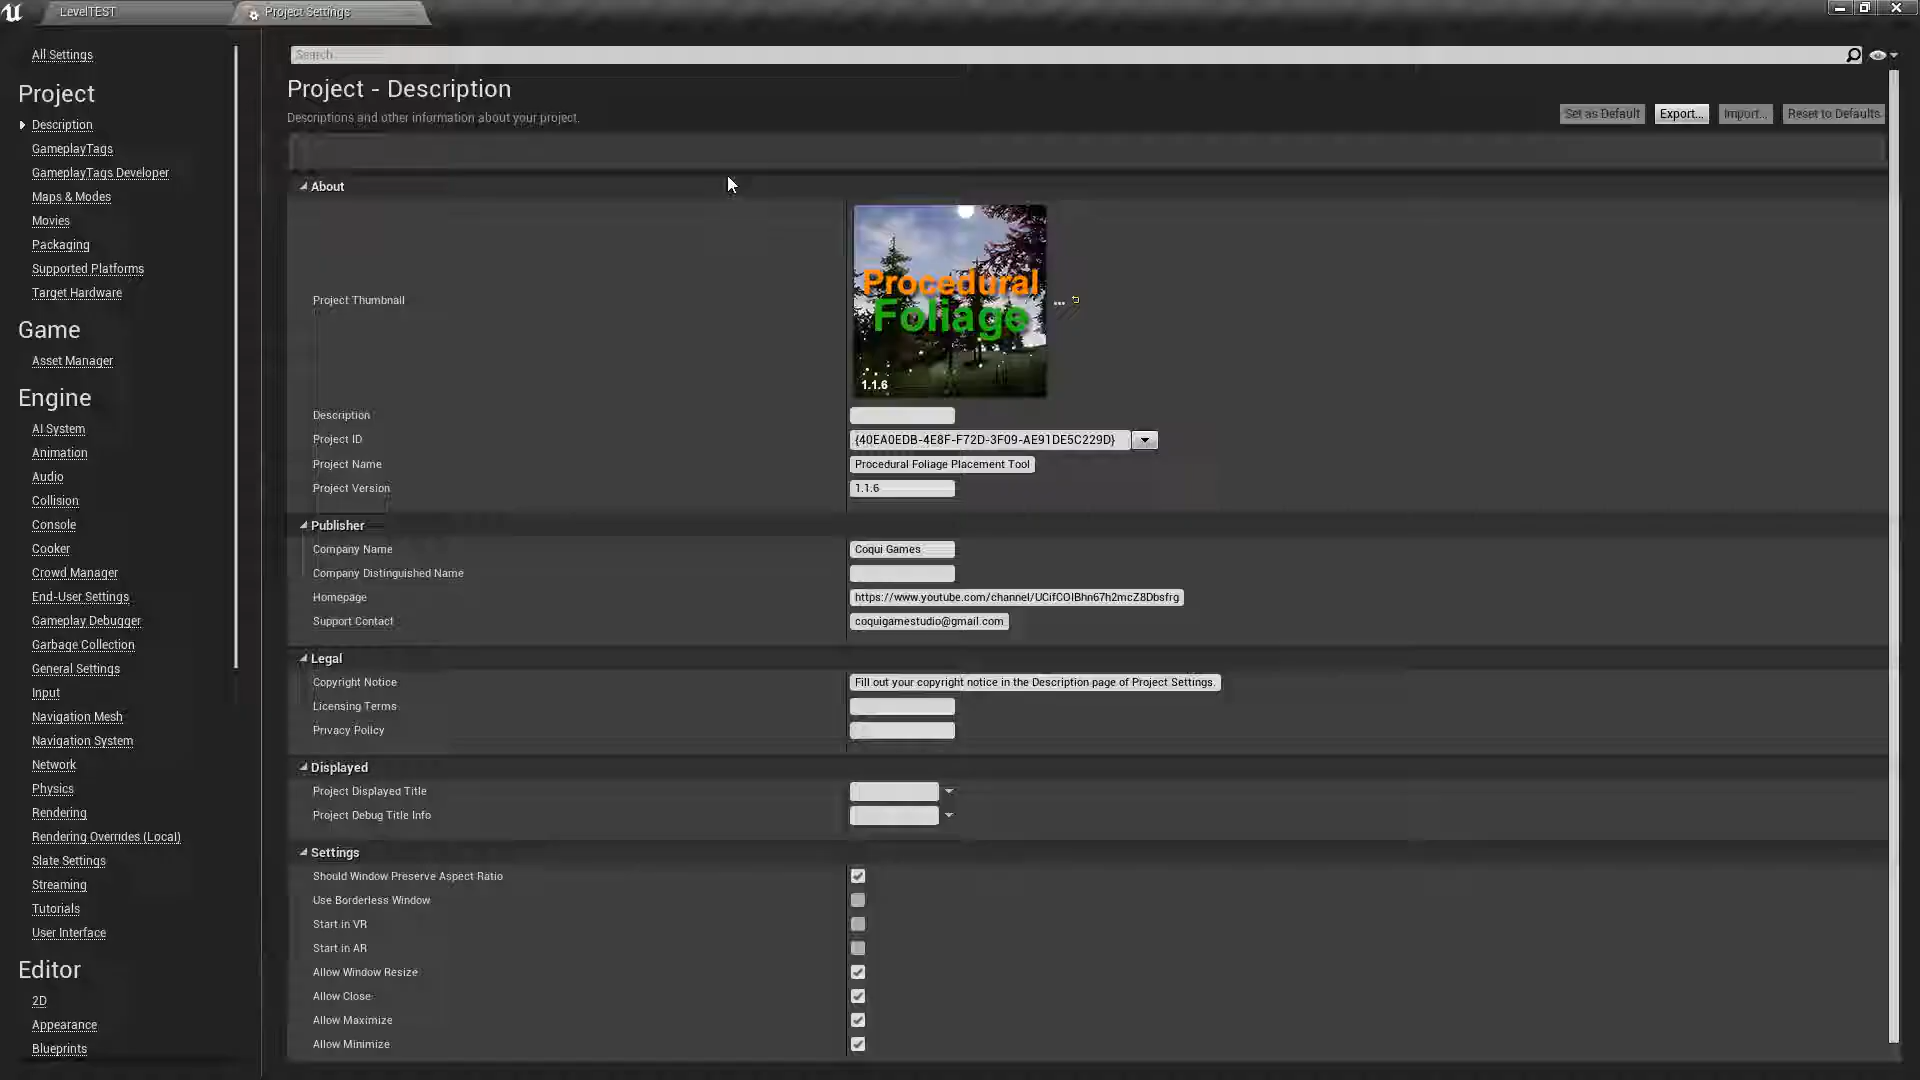 LevelTEST
Project Settings
Search
All Settings
Project
Description
GameplayTags
GameplayTags Developer
Maps & Modes
Movies
Packaging
Supported Platforms
Target Hardware
Game
Asset Manager
Engine
AI System
Animation
Audio
Collision
Console
Cooker
Crowd Manager
End-User Settings
Gameplay Debugger
Garbage Collection
General Settings
Input
Navigation Mesh
Navigation System
Network
Physics
Rendering
Rendering Overrides (Local)
Slate Settings
Streaming
Tutorials
User Interface
Editor
2D
Appearance
Blueprints
Project - Description
Descriptions and other information about your project.
Set as Default
Export...
Import...
Reset to Defaults
About
Project Thumbnail
Procedural
Foliage
1.1.6
...
Description
Project ID
{40EA0EDB-4E8F-F72D-3F09-AE91DE5C229D}
Project Name
Procedural Foliage Placement Tool
Project Version
1.1.6
Publisher
Company Name
Coqui Games
Company Distinguished Name
Homepage
https://www.youtube.com/channel/UCifCOIBhn67h2mcZ8Dbsfrg
Support Contact
coquigamestudio@gmail.com
Legal
Copyright Notice
Fill out your copyright notice in the Description page of Project Settings.
Licensing Terms
Privacy Policy
Displayed
Project Displayed Title
Project Debug Title Info
Settings
Should Window Preserve Aspect Ratio
Use Borderless Window
Start in VR
Start in AR
Allow Window Resize
Allow Close
Allow Maximize
Allow Minimize